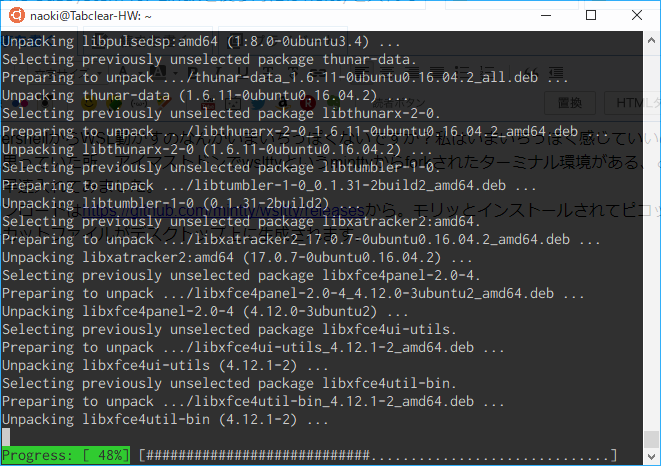 naoki@Tabclear-HW: ~
Unpacking libpulsedsp:amd64 (1:8.0-0ubuntu3.4) ...
Selecting previously unselected package thunar-data.
Preparing to unpack .../thunar-data_1.6.11-0ubuntu0.16.04.2_all.deb ...
Unpacking thunar-data (1.6.11-0ubuntu0.16.04.2) ...
Selecting previously unselected package libthunarx-2-0.
Preparing to unpack .../libthunarx-2-0_1.6.11-0ubuntu0.16.04.2_amd64.deb ...
Unpacking libthunarx-2-0 (1.6.11-0ubuntu0.16.04.2) ...
Selecting previously unselected package libtumbler-1-0.
Preparing to unpack .../libtumbler-1-0_0.1.31-2build2_amd64.deb ...
Unpacking libtumbler-1-0 (0.1.31-2build2) ...
Selecting previously unselected package libxatracker2:amd64.
Preparing to unpack .../libxatracker2_17.0.7-0ubuntu0.16.04.2_amd64.deb ...
Unpacking libxatracker2:amd64 (17.0.7-0ubuntu0.16.04.2) ...
Selecting previously unselected package libxfce4panel-2.0-4.
Preparing to unpack .../libxfce4panel-2.0-4_4.12.0-3ubuntu2_amd64.deb ...
Unpacking libxfce4panel-2.0-4 (4.12.0-3ubuntu2) ...
Selecting previously unselected package libxfce4ui-utils.
Preparing to unpack .../libxfce4ui-utils_4.12.1-2_amd64.deb ...
Unpacking libxfce4ui-utils (4.12.1-2) ...
Selecting previously unselected package libxfce4util-bin.
Preparing to unpack .../libxfce4util-bin_4.12.1-2_amd64.deb ...
Unpacking libxfce4util-bin (4.12.1-2) ...
Progress: [ 48%] [############################..............................]